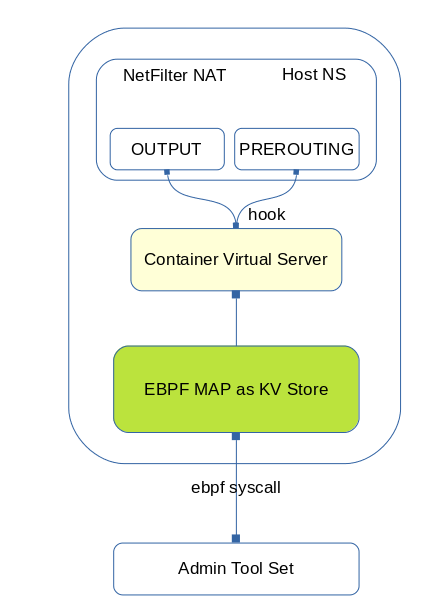 NetFilter NAT
Host NS
OUTPUT
PREROUTING
hook
Container Virtual Server
EBPF MAP as KV Store
ebpf syscall
Admin Tool Set